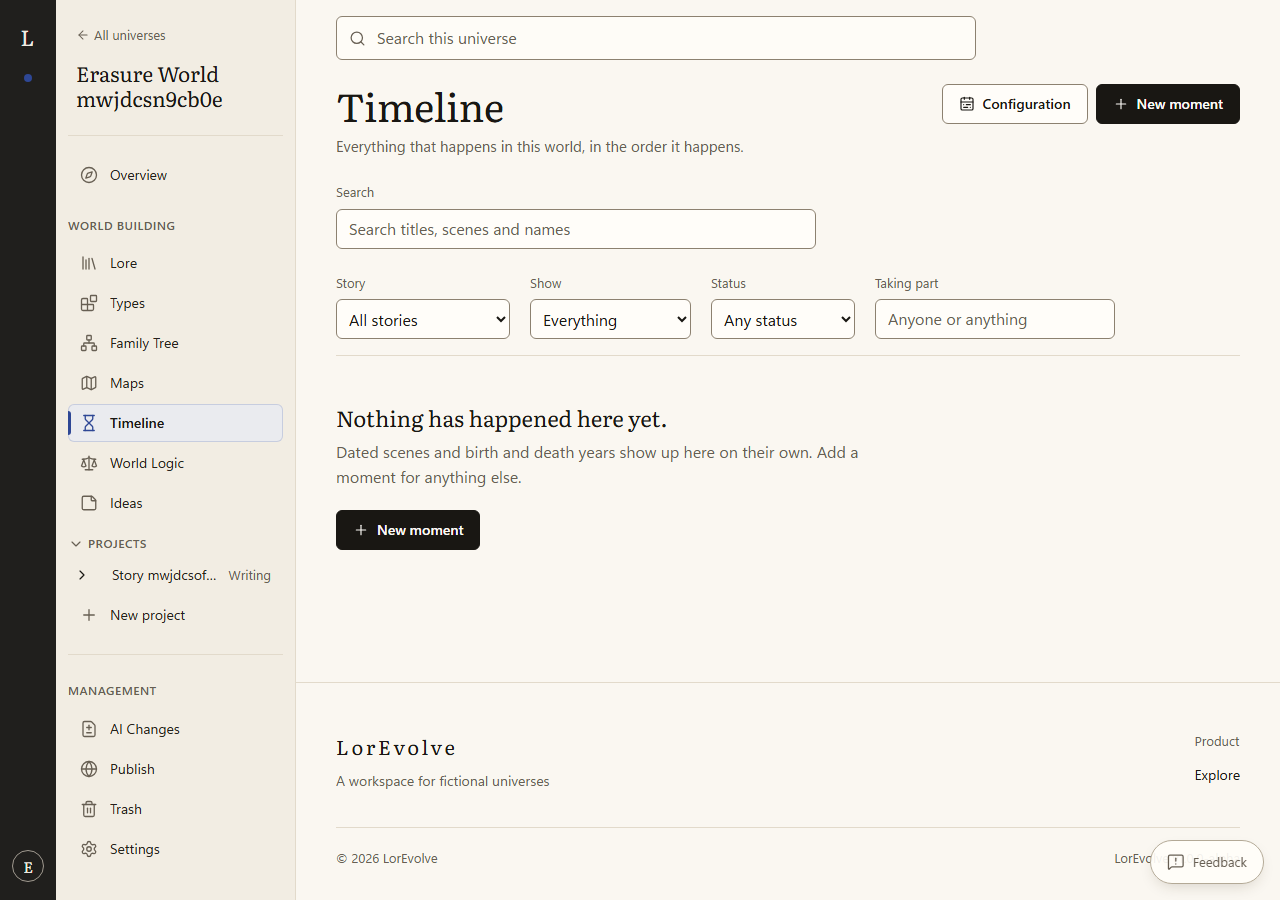 L
All universes
Erasure World
mwjdcsn9cb0e
Overview
WORLD BUILDING
Lore
Types
Family Tree
Maps
Timeline
World Logic
Ideas
PROJECTS
Story mwjdcsof... Writing
New project
MANAGEMENT
AI Changes
Publish
Trash
Settings
E
Search this universe
Timeline
Configuration
New moment
Everything that happens in this world, in the order it happens.
Search
Search titles, scenes and names
Story Show Status Taking part
All stories Everything Any status Anyone or anything
Nothing has happened here yet.
Dated scenes and birth and death years show up here on their own. Add a
moment for anything else.
New moment
LorEvolve
A workspace for fictional universes
Product
Explore
© 2026 LorEvolve
Feedback